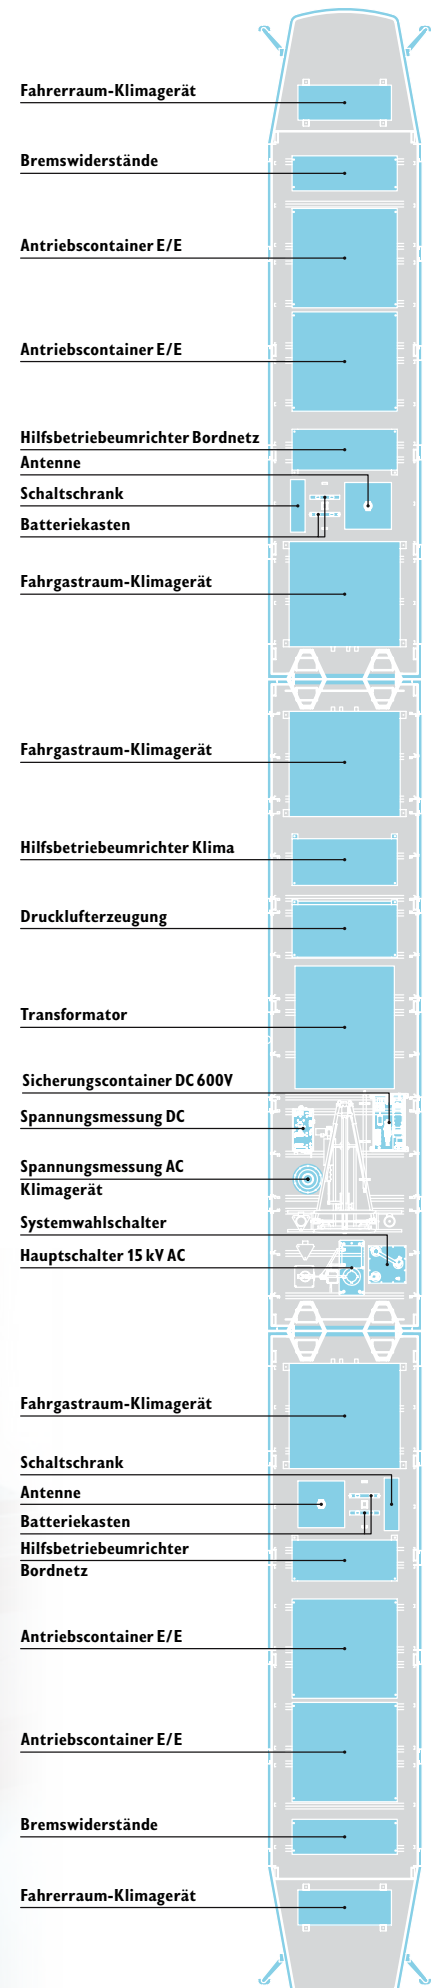 Fahrerraum-Klimagerät
Bremswiderstände
Antriebscontainer E/E
Antriebscontainer E/E
Hilfsbetriebeumrichter Bordnetz
Antenne
Schaltschrank
Batteriekasten
Fahrgastraum-Klimagerät
Fahrgastraum-Klimagerät
Hilfsbetriebeumrichter Klima
Drucklufterzeugung
Transformator
Sicherungscontainer DC 600V
Spannungsmessung DC
Spannungsmessung AC
Klimagerät
Systemwahlschalter
Hauptschalter 15 kV AC
Fahrgastraum-Klimagerät
Schaltschrank
Antenne
Batteriekasten
Hilfsbetriebeumrichter
Bordnetz
Antriebscontainer E/E
Antriebscontainer E/E
Bremswiderstände
Fahrerraum-Klimagerät